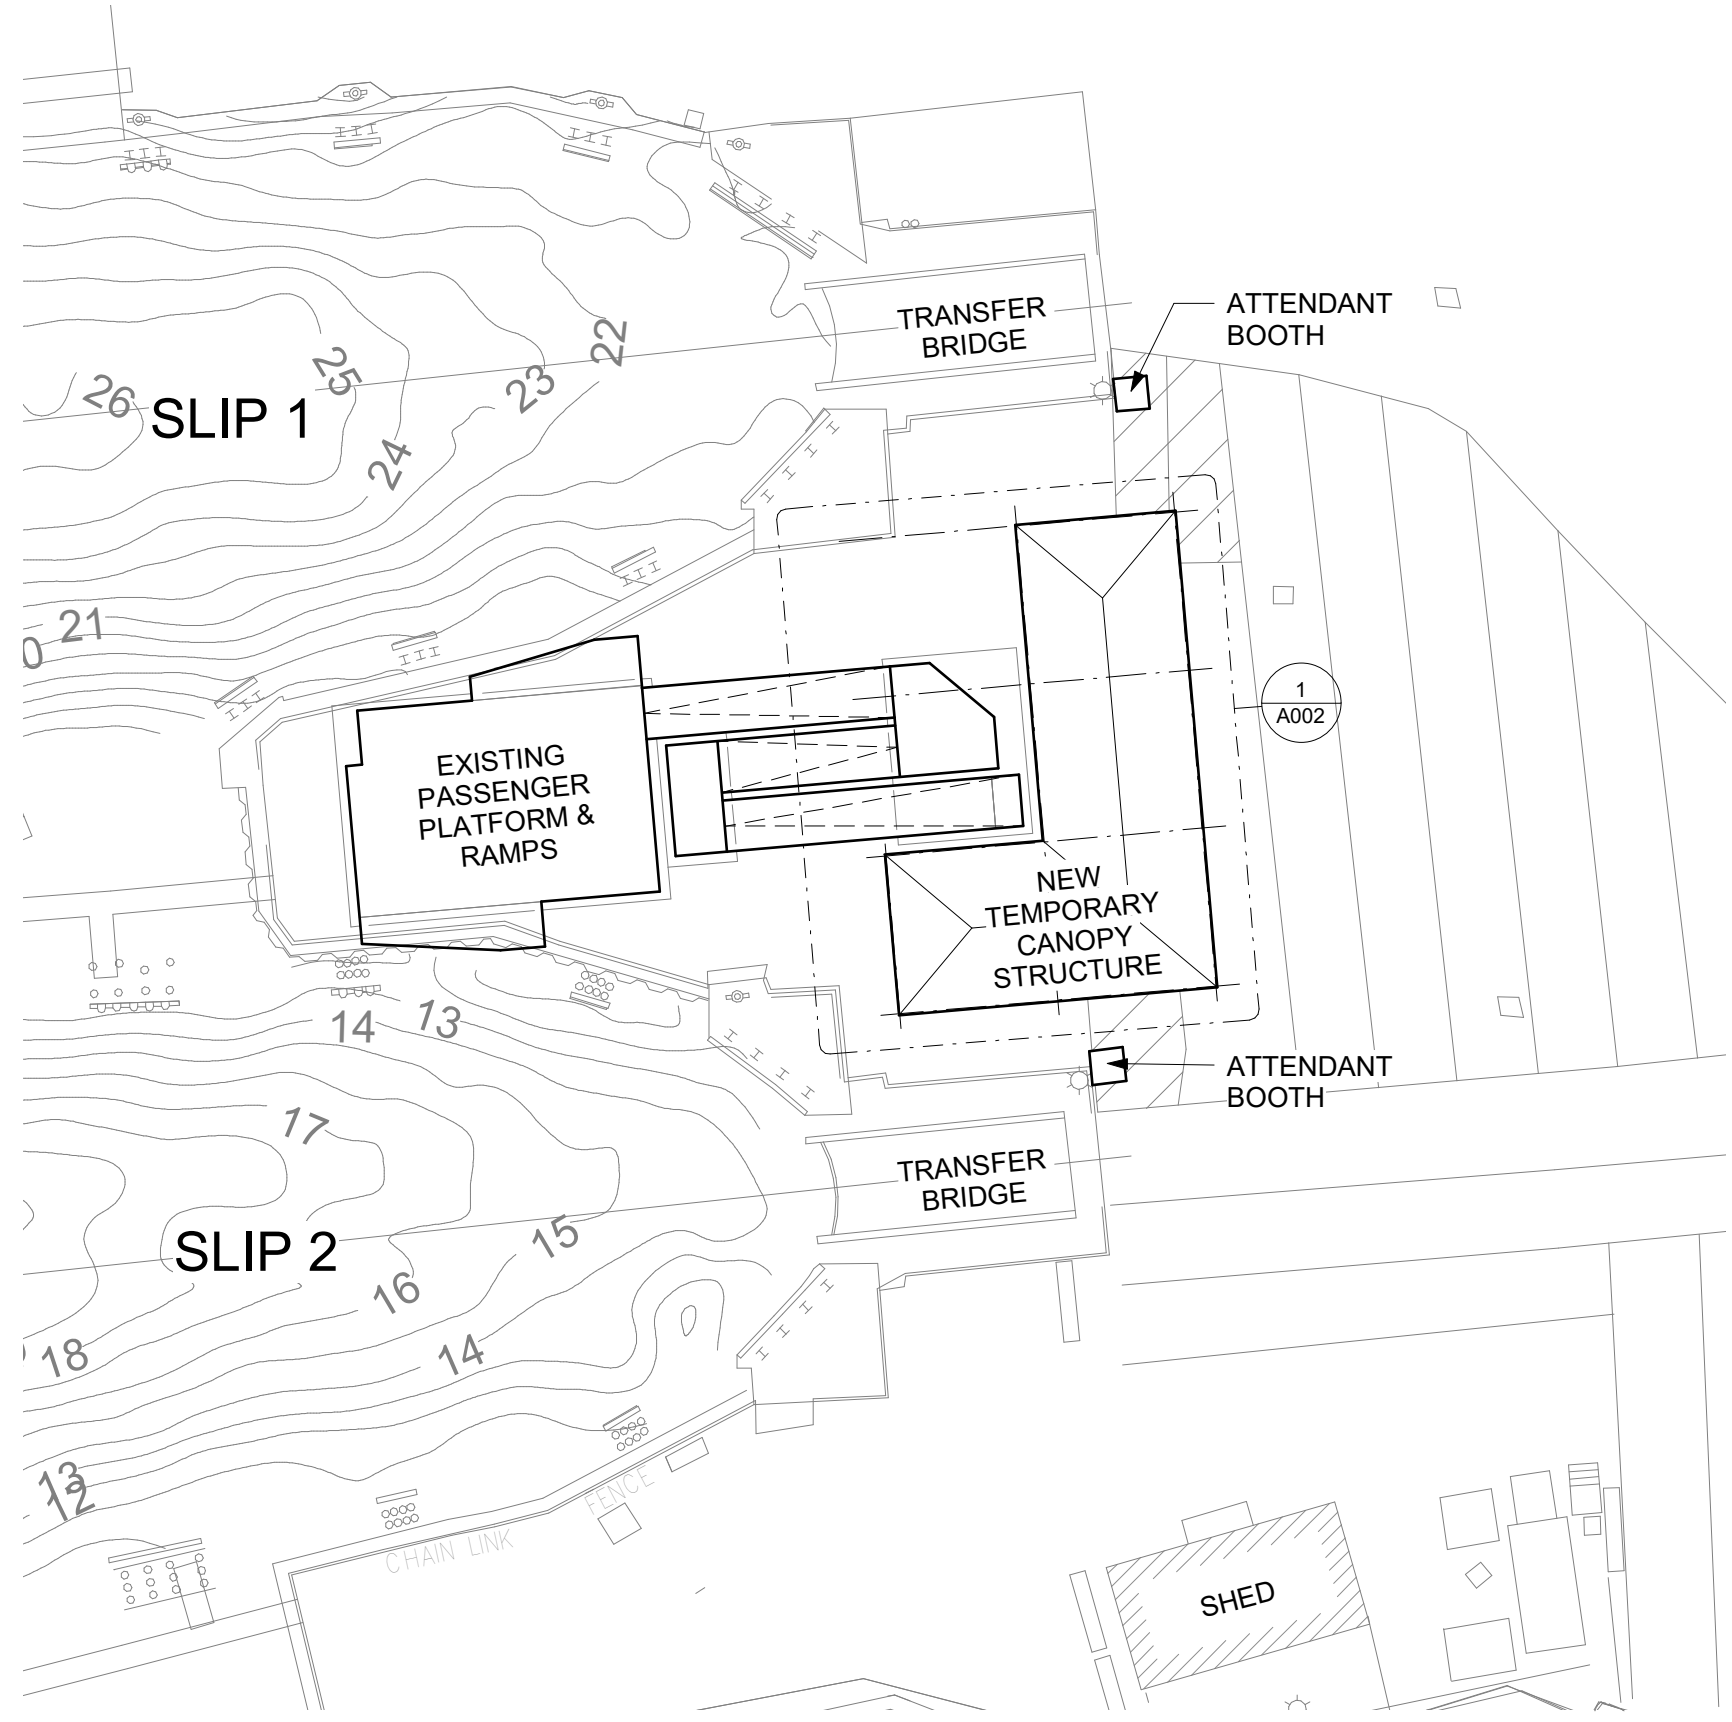 TRANSFER
BRIDGE
ATTENDANT
BOOTH
22
25
23
26
SLIP 1
24
21
0
1
A002
EXISTING
PASSENGER
PLATFORM &
RAMPS
NEW
TEMPORARY
CANOPY
STRUCTURE
13
14
ATTENDANT
BOOTH
17
TRANSFER
BRIDGE
15
SLIP 2
16
14
18
13
12
FENCE
CHAIN LINK
SHED